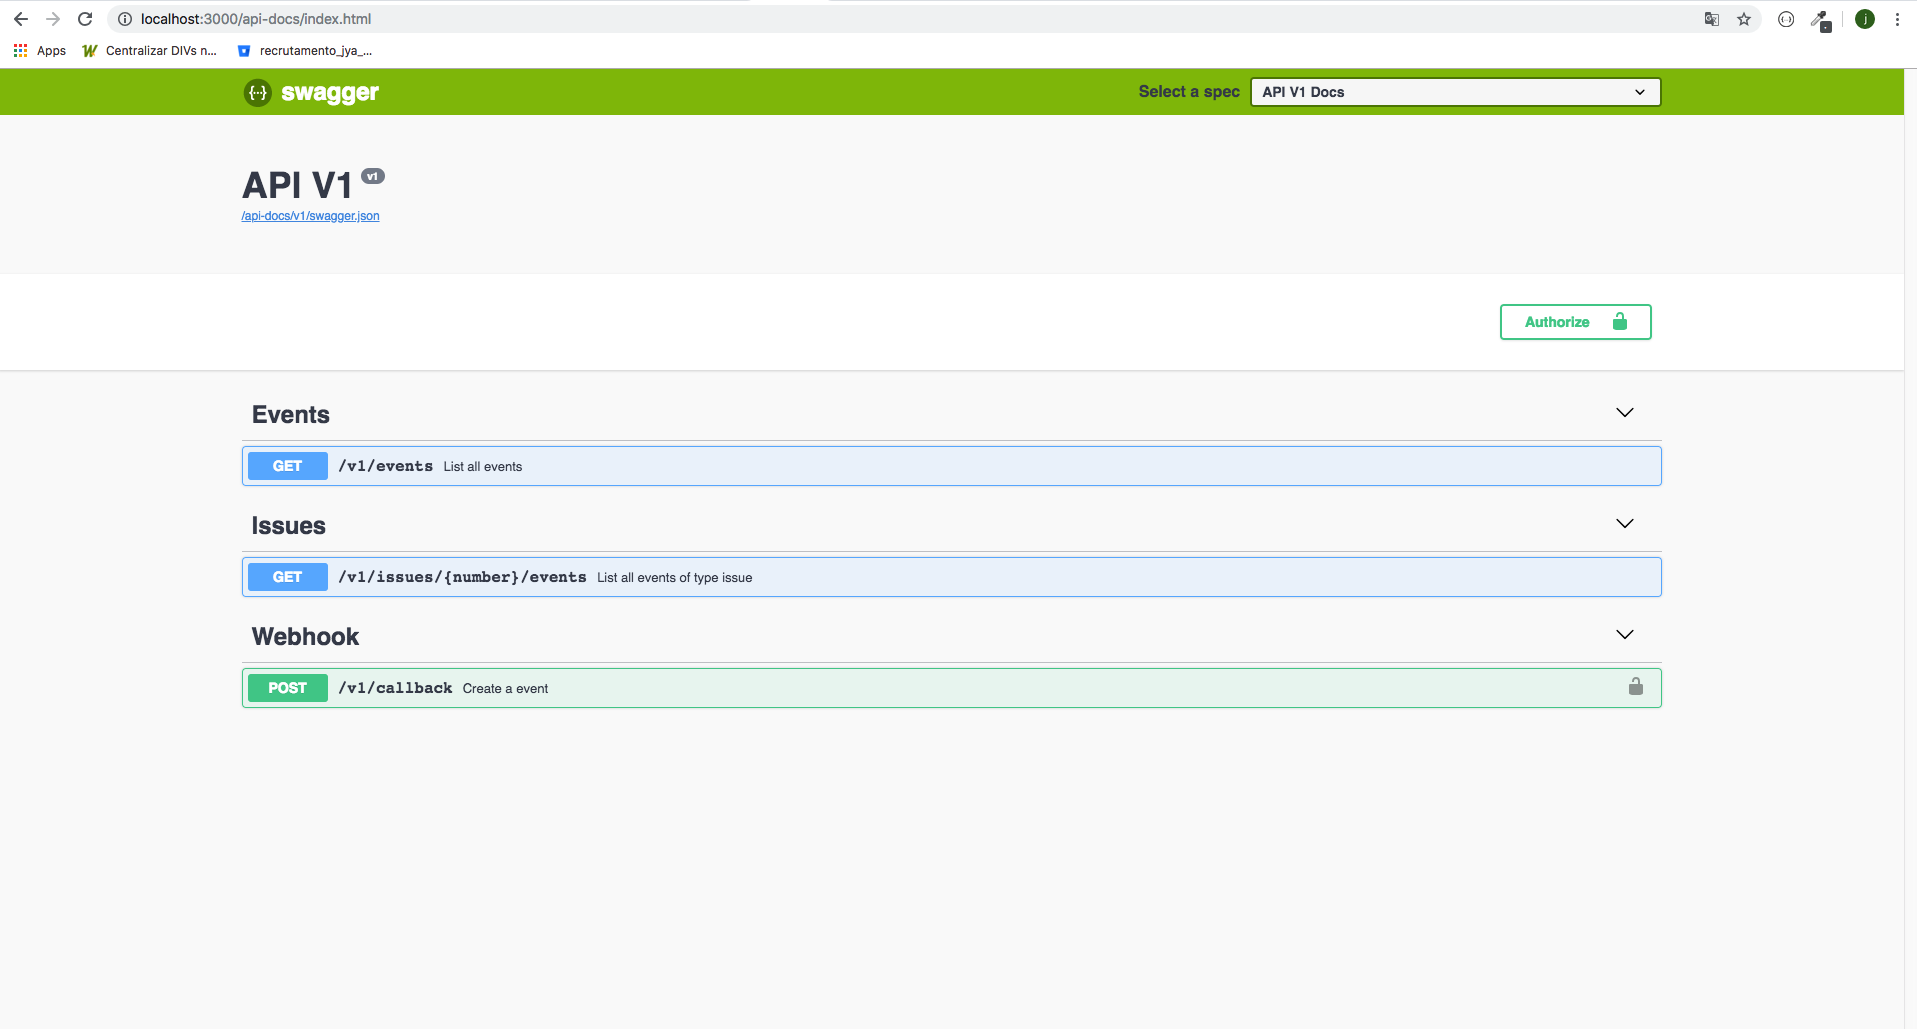 localhost:3000/api-docs/index.html
j
Apps
Centralizar DIVs n...
recrutamento_jya_...
{··} swagger
Select a spec
API V1 Docs
API V1 v1
/api-docs/v1/swagger.json
Authorize
Events
GET /v1/events List all events
Issues
GET /v1/issues/{number}/events List all events of type issue
Webhook
POST /v1/callback Create a event